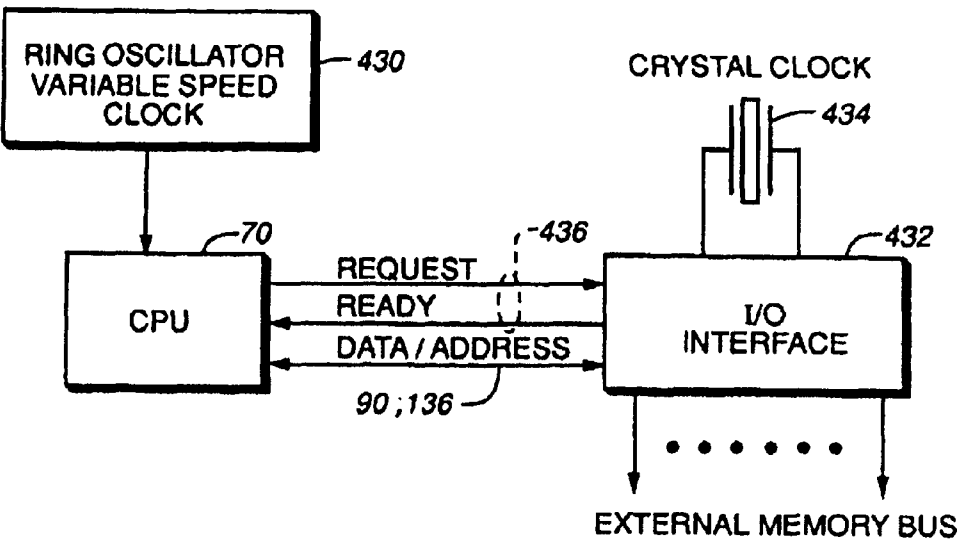 RING OSCILLATOR
VARIABLE SPEED
CLOCK
430
CRYSTAL CLOCK
434
70
436
432
CPU
REQUEST
READY
DATA / ADDRESS
90 ; 136
I/O
INTERFACE
EXTERNAL MEMORY BUS